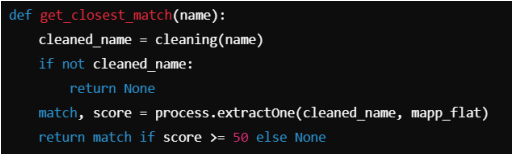 def get_closest_match(name):
    cleaned_name = cleaning(name)
    if not cleaned_name:
        return None
    match, score = process.extractOne(cleaned_name, mapp_flat)
    return match if score >= 50 else None